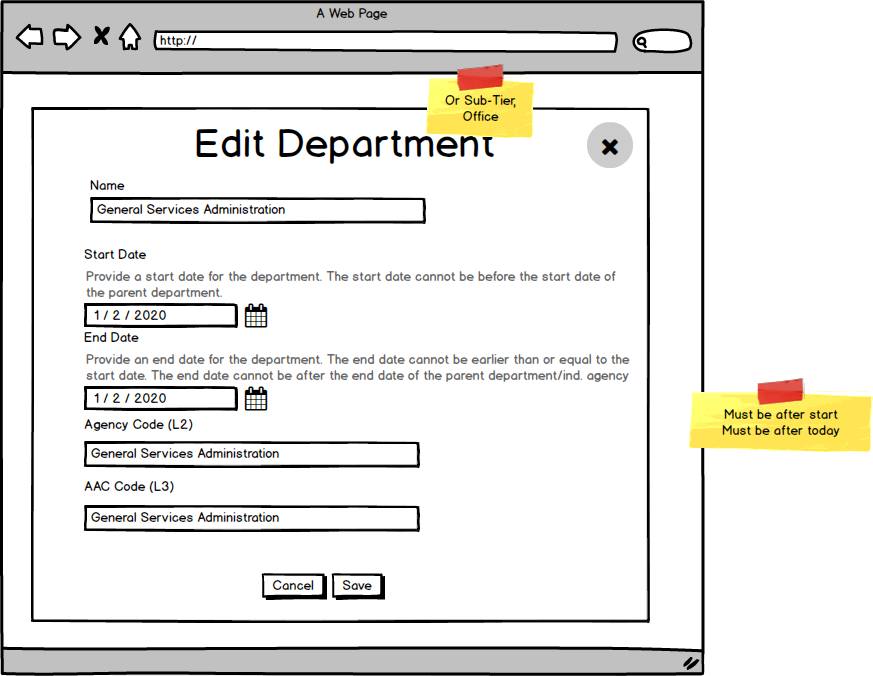 A Web Page
http://
Or Sub-Tier,
Office
Edit Department
Name
General Services Administration
Start Date
Provide a start date for the department. The start date cannot be before the start date of
the parent department.
1 / 2 / 2020
End Date
Provide an end date for the department. The end date cannot be earlier than or equal to the
start date. The end date cannot be after the end date of the parent department/ind. agency
1 / 2 / 2020
Must be after start
Must be after today
Agency Code (L2)
General Services Administration
AAC Code (L3)
General Services Administration
Cancel
Save